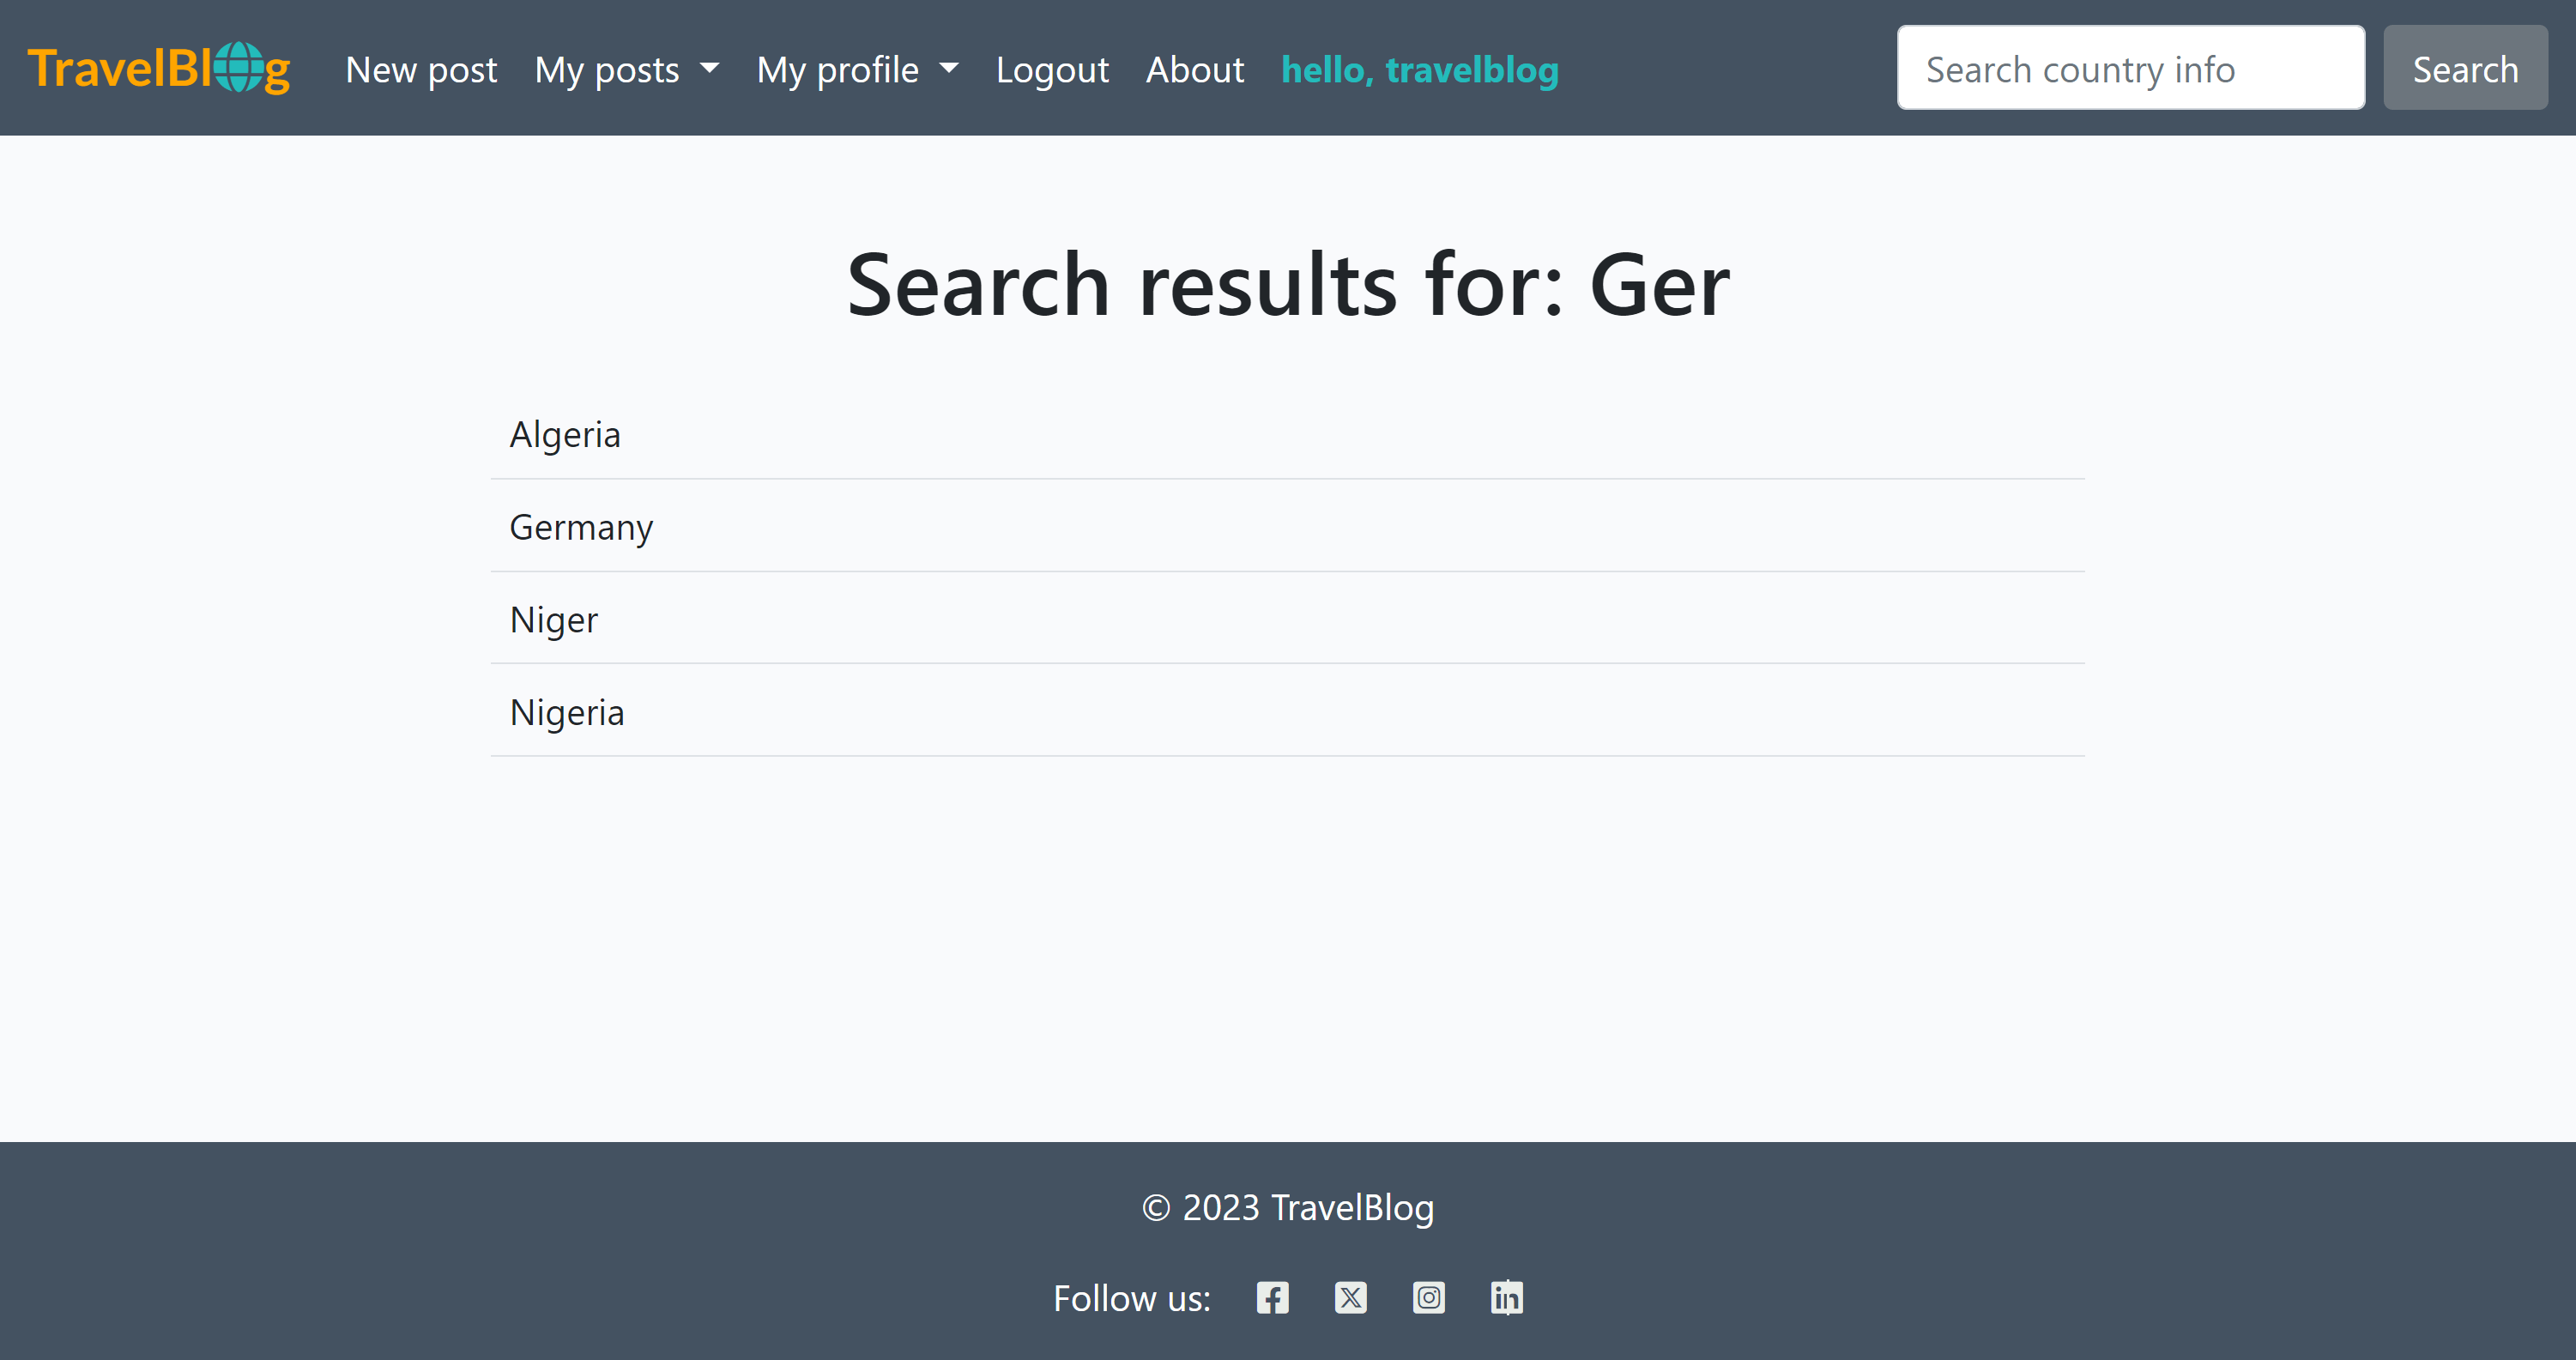 TravelBlog New post My posts My profile Logout About hello, travelblog Search country info Search
Search results for: Ger
Algeria
Germany
Niger
Nigeria
© 2023 TravelBlog
Follow us: